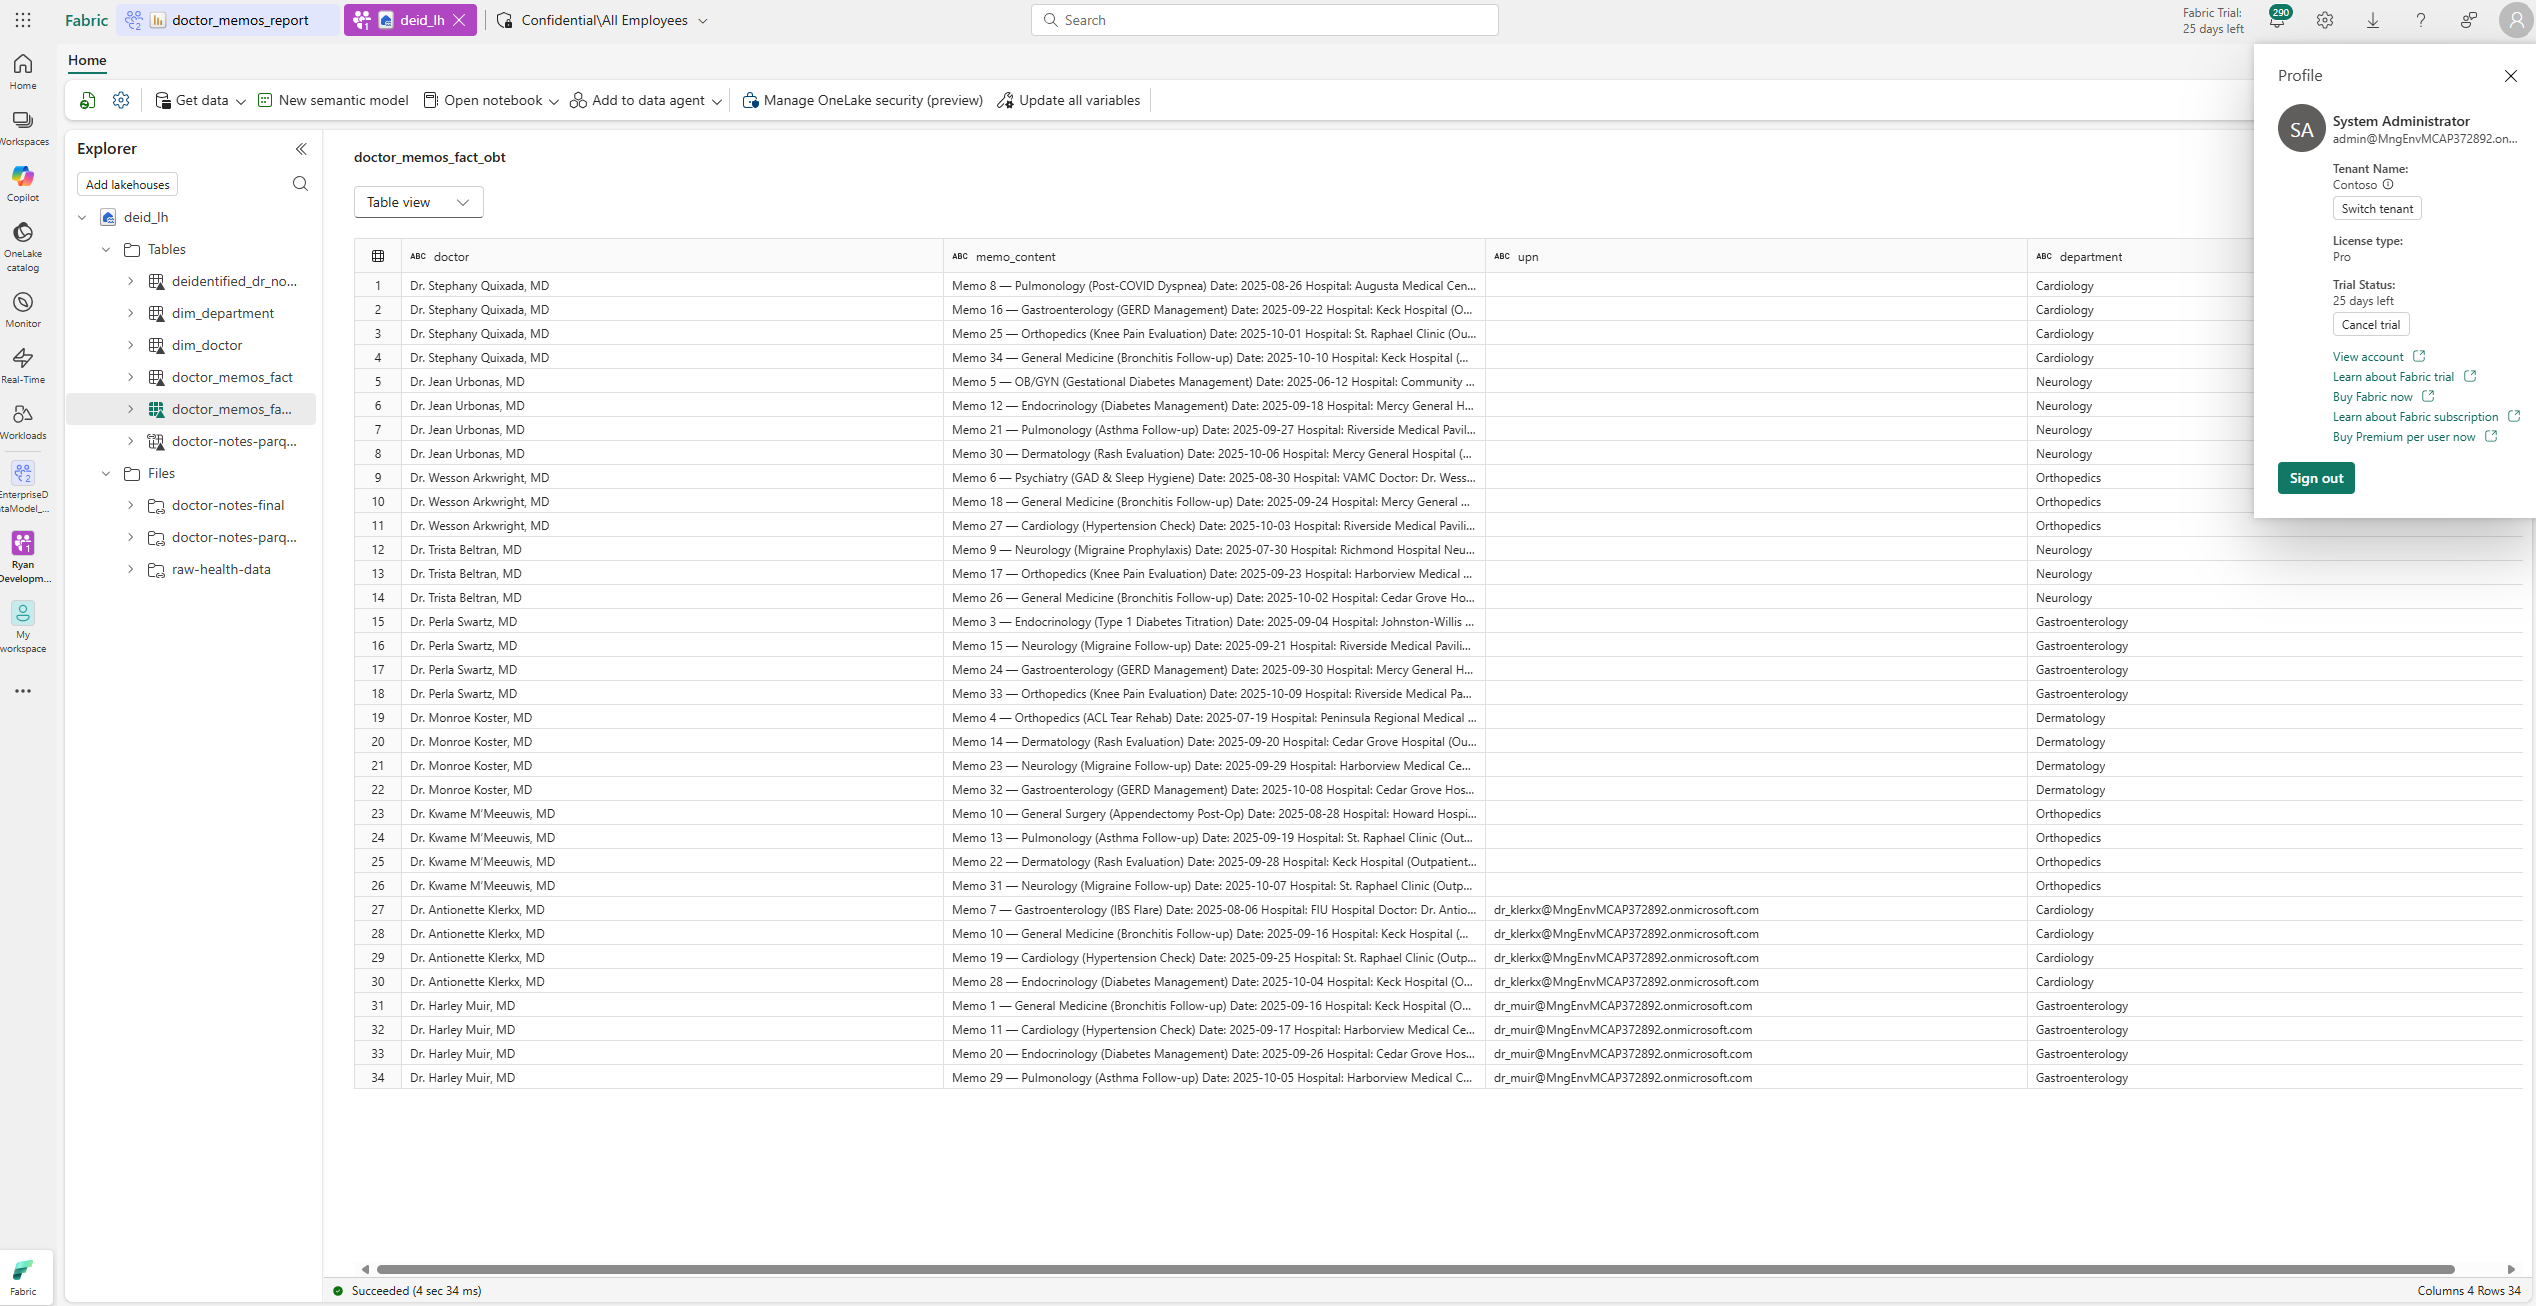 Fabric
doctor_memos_report
deid_lh
Confidential\All Employees
Search
Fabric Trial:
25 days left
290
Home
Get data
New semantic model
Open notebook
Add to data agent
Manage OneLake security (preview)
Update all variables
Home
Workspaces
Copilot
OneLake
catalog
Monitor
Real-Time
Workloads
EnterpriseD
ataModel_...
Ryan
Developm...
My
workspace
Fabric
Explorer
Add lakehouses
deid_lh
Tables
deidentified_dr_no...
dim_department
dim_doctor
doctor_memos_fact
doctor_memos_fa...
doctor-notes-parq...
Files
doctor-notes-final
doctor-notes-parq...
raw-health-data
doctor_memos_fact_obt
Table view
ABC doctor ABC memo_content ABC upn ABC department
1 Dr. Stephany Quixada, MD Memo 8 — Pulmonology (Post-COVID Dyspnea) Date: 2025-08-26 Hospital: Augusta Medical Cen... Cardiology
2 Dr. Stephany Quixada, MD Memo 16 — Gastroenterology (GERD Management) Date: 2025-09-22 Hospital: Keck Hospital (O... Cardiology
3 Dr. Stephany Quixada, MD Memo 25 — Orthopedics (Knee Pain Evaluation) Date: 2025-10-01 Hospital: St. Raphael Clinic (Ou... Cardiology
4 Dr. Stephany Quixada, MD Memo 34 — General Medicine (Bronchitis Follow-up) Date: 2025-10-10 Hospital: Keck Hospital (... Cardiology
5 Dr. Jean Urbonas, MD Memo 5 — OB/GYN (Gestational Diabetes Management) Date: 2025-06-12 Hospital: Community ... Neurology
6 Dr. Jean Urbonas, MD Memo 12 — Endocrinology (Diabetes Management) Date: 2025-09-18 Hospital: Mercy General H... Neurology
7 Dr. Jean Urbonas, MD Memo 21 — Pulmonology (Asthma Follow-up) Date: 2025-09-27 Hospital: Riverside Medical Pavil... Neurology
8 Dr. Jean Urbonas, MD Memo 30 — Dermatology (Rash Evaluation) Date: 2025-10-06 Hospital: Mercy General Hospital (... Neurology
9 Dr. Wesson Arkwright, MD Memo 6 — Psychiatry (GAD & Sleep Hygiene) Date: 2025-08-30 Hospital: VAMC Doctor: Dr. Wess... Orthopedics
10 Dr. Wesson Arkwright, MD Memo 18 — General Medicine (Bronchitis Follow-up) Date: 2025-09-24 Hospital: Mercy General ... Orthopedics
11 Dr. Wesson Arkwright, MD Memo 27 — Cardiology (Hypertension Check) Date: 2025-10-03 Hospital: Riverside Medical Pavili... Orthopedics
12 Dr. Trista Beltran, MD Memo 9 — Neurology (Migraine Prophylaxis) Date: 2025-07-30 Hospital: Richmond Hospital Neu... Neurology
13 Dr. Trista Beltran, MD Memo 17 — Orthopedics (Knee Pain Evaluation) Date: 2025-09-23 Hospital: Harborview Medical ... Neurology
14 Dr. Trista Beltran, MD Memo 26 — General Medicine (Bronchitis Follow-up) Date: 2025-10-02 Hospital: Cedar Grove Ho... Neurology
15 Dr. Perla Swartz, MD Memo 3 — Endocrinology (Type 1 Diabetes Titration) Date: 2025-09-04 Hospital: Johnston-Willis ... Gastroenterology
16 Dr. Perla Swartz, MD Memo 15 — Neurology (Migraine Follow-up) Date: 2025-09-21 Hospital: Riverside Medical Pavili... Gastroenterology
17 Dr. Perla Swartz, MD Memo 24 — Gastroenterology (GERD Management) Date: 2025-09-30 Hospital: Mercy General H... Gastroenterology
18 Dr. Perla Swartz, MD Memo 33 — Orthopedics (Knee Pain Evaluation) Date: 2025-10-09 Hospital: Riverside Medical Pa... Gastroenterology
19 Dr. Monroe Koster, MD Memo 4 — Orthopedics (ACL Tear Rehab) Date: 2025-07-19 Hospital: Peninsula Regional Medical ... Dermatology
20 Dr. Monroe Koster, MD Memo 14 — Dermatology (Rash Evaluation) Date: 2025-09-20 Hospital: Cedar Grove Hospital (Ou... Dermatology
21 Dr. Monroe Koster, MD Memo 23 — Neurology (Migraine Follow-up) Date: 2025-09-29 Hospital: Harborview Medical Ce... Dermatology
22 Dr. Monroe Koster, MD Memo 32 — Gastroenterology (GERD Management) Date: 2025-10-08 Hospital: Cedar Grove Hos... Dermatology
23 Dr. Kwame M'Meeuwis, MD Memo 10 — General Surgery (Appendectomy Post-Op) Date: 2025-08-28 Hospital: Howard Hospi... Orthopedics
24 Dr. Kwame M'Meeuwis, MD Memo 13 — Pulmonology (Asthma Follow-up) Date: 2025-09-19 Hospital: St. Raphael Clinic (Out... Orthopedics
25 Dr. Kwame M'Meeuwis, MD Memo 22 — Dermatology (Rash Evaluation) Date: 2025-09-28 Hospital: Keck Hospital (Outpatient... Orthopedics
26 Dr. Kwame M'Meeuwis, MD Memo 31 — Neurology (Migraine Follow-up) Date: 2025-10-07 Hospital: St. Raphael Clinic (Outp... Orthopedics
27 Dr. Antionette Klerkx, MD Memo 7 — Gastroenterology (IBS Flare) Date: 2025-08-06 Hospital: FIU Hospital Doctor: Dr. Antio... dr_klerkx@MngEnvMCAP372892.onmicrosoft.com Cardiology
28 Dr. Antionette Klerkx, MD Memo 10 — General Medicine (Bronchitis Follow-up) Date: 2025-09-16 Hospital: Keck Hospital (... dr_klerkx@MngEnvMCAP372892.onmicrosoft.com Cardiology
29 Dr. Antionette Klerkx, MD Memo 19 — Cardiology (Hypertension Check) Date: 2025-09-25 Hospital: St. Raphael Clinic (Outp... dr_klerkx@MngEnvMCAP372892.onmicrosoft.com Cardiology
30 Dr. Antionette Klerkx, MD Memo 28 — Endocrinology (Diabetes Management) Date: 2025-10-04 Hospital: Keck Hospital (O... dr_klerkx@MngEnvMCAP372892.onmicrosoft.com Cardiology
31 Dr. Harley Muir, MD Memo 1 — General Medicine (Bronchitis Follow-up) Date: 2025-09-16 Hospital: Keck Hospital (O... dr_muir@MngEnvMCAP372892.onmicrosoft.com Gastroenterology
32 Dr. Harley Muir, MD Memo 11 — Cardiology (Hypertension Check) Date: 2025-09-17 Hospital: Harborview Medical Ce... dr_muir@MngEnvMCAP372892.onmicrosoft.com Gastroenterology
33 Dr. Harley Muir, MD Memo 20 — Endocrinology (Diabetes Management) Date: 2025-09-26 Hospital: Cedar Grove Hos... dr_muir@MngEnvMCAP372892.onmicrosoft.com Gastroenterology
34 Dr. Harley Muir, MD Memo 29 — Pulmonology (Asthma Follow-up) Date: 2025-10-05 Hospital: Harborview Medical C... dr_muir@MngEnvMCAP372892.onmicrosoft.com Gastroenterology
Succeeded (4 sec 34 ms)
Columns 4 Rows 34
Profile
SA
System Administrator
admin@MngEnvMCAP372892.on...
Tenant Name:
Contoso
Switch tenant
License type:
Pro
Trial Status:
25 days left
Cancel trial
View account
Learn about Fabric trial
Buy Fabric now
Learn about Fabric subscription
Buy Premium per user now
Sign out